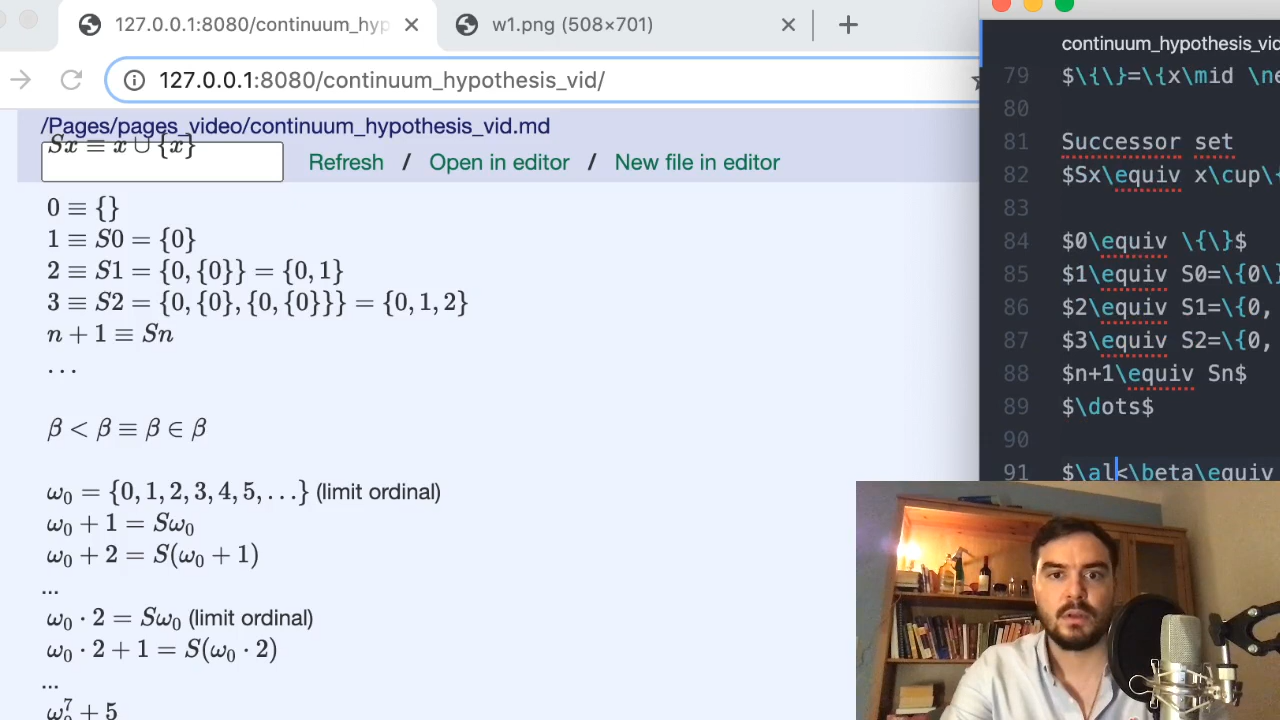 127.0.0.1:8080/continuum_hyp
w1.png (508×701)
127.0.0.1:8080/continuum_hypothesis_vid/
/Pages/pages_video/continuum_hypothesis_vid.md
Sx ≡ x ∪ {x}
Refresh / Open in editor / New file in editor
0 ≡ {}
1 ≡ S0 = {0}
2 ≡ S1 = {0, {0}} = {0, 1}
3 ≡ S2 = {0, {0}, {0, {0}}} = {0, 1, 2}
n + 1 ≡ Sn
...
β < β ≡ β ∈ β
ω₀ = {0, 1, 2, 3, 4, 5, ...} (limit ordinal)
ω₀ + 1 = Sω₀
ω₀ + 2 = S(ω₀ + 1)
...
ω₀ · 2 = Sω₀ (limit ordinal)
ω₀ · 2 + 1 = S(ω₀ · 2)
...
ω₀⁷ + 5
continuum_hypothesis_vid
79 $\{\}=\{x\mid \ne
80
81 Successor set
82 $Sx\equiv x\cup\{
83
84 $0\equiv \{\}$
85 $1\equiv S0=\{0\}
86 $2\equiv S1=\{0,
87 $3\equiv S2=\{0,
88 $n+1\equiv Sn$
89 $\dots$
90
91 $\al<\beta\equiv